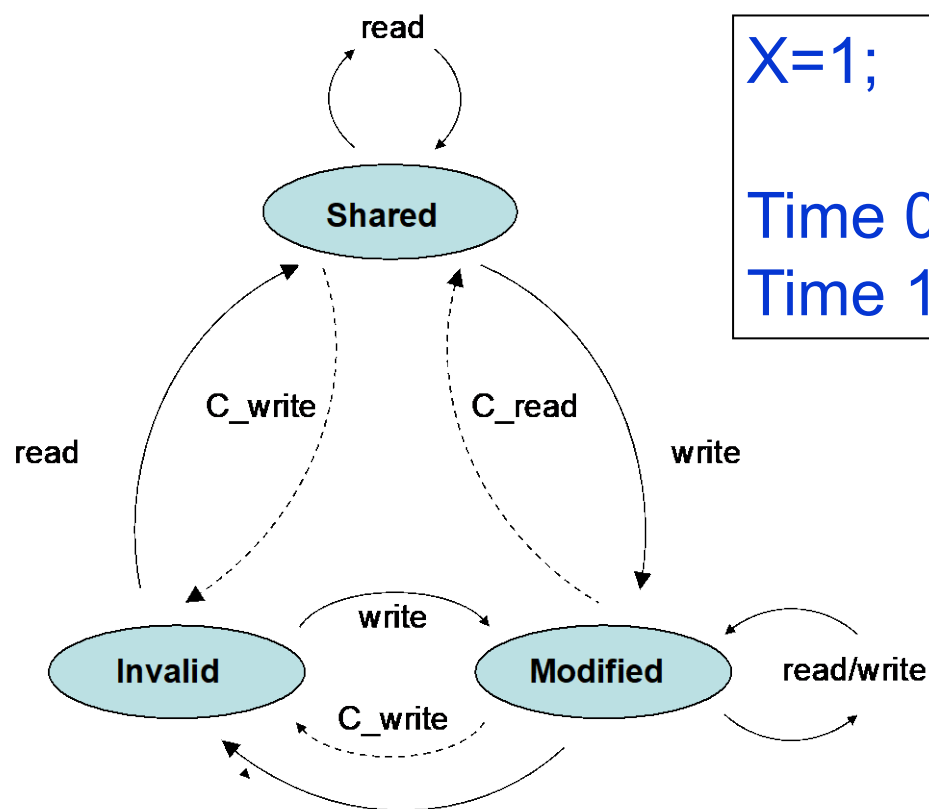 read
X=1;
Time 0
Time 1
Shared
C_write
C_read
read
write
write
Invalid
Modified
read/write
C_write